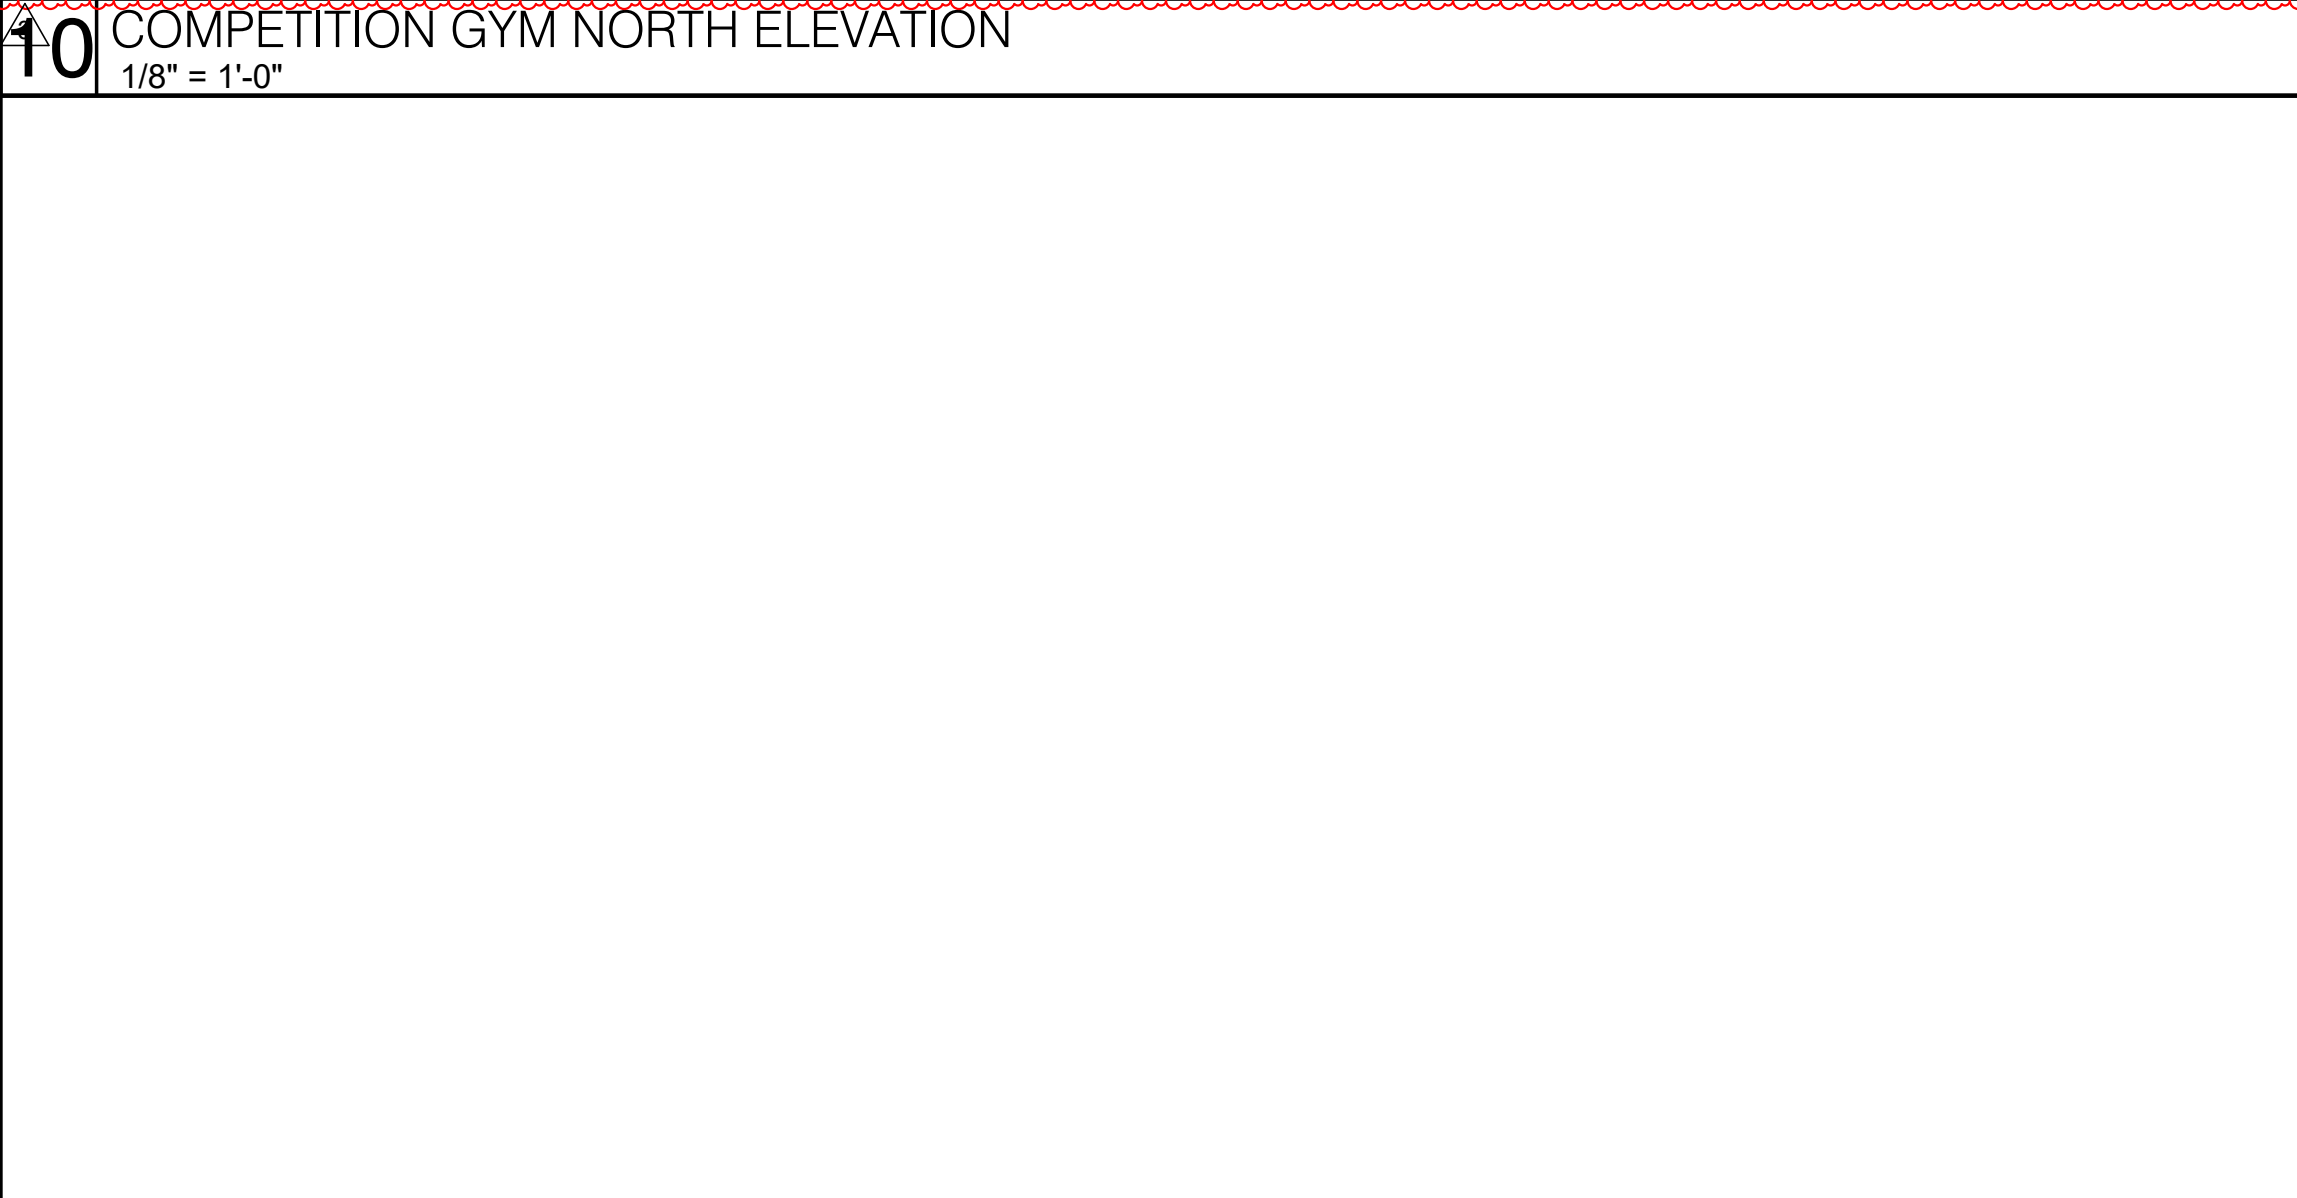 10
COMPETITION GYM NORTH ELEVATION
1/8" = 1'-0"